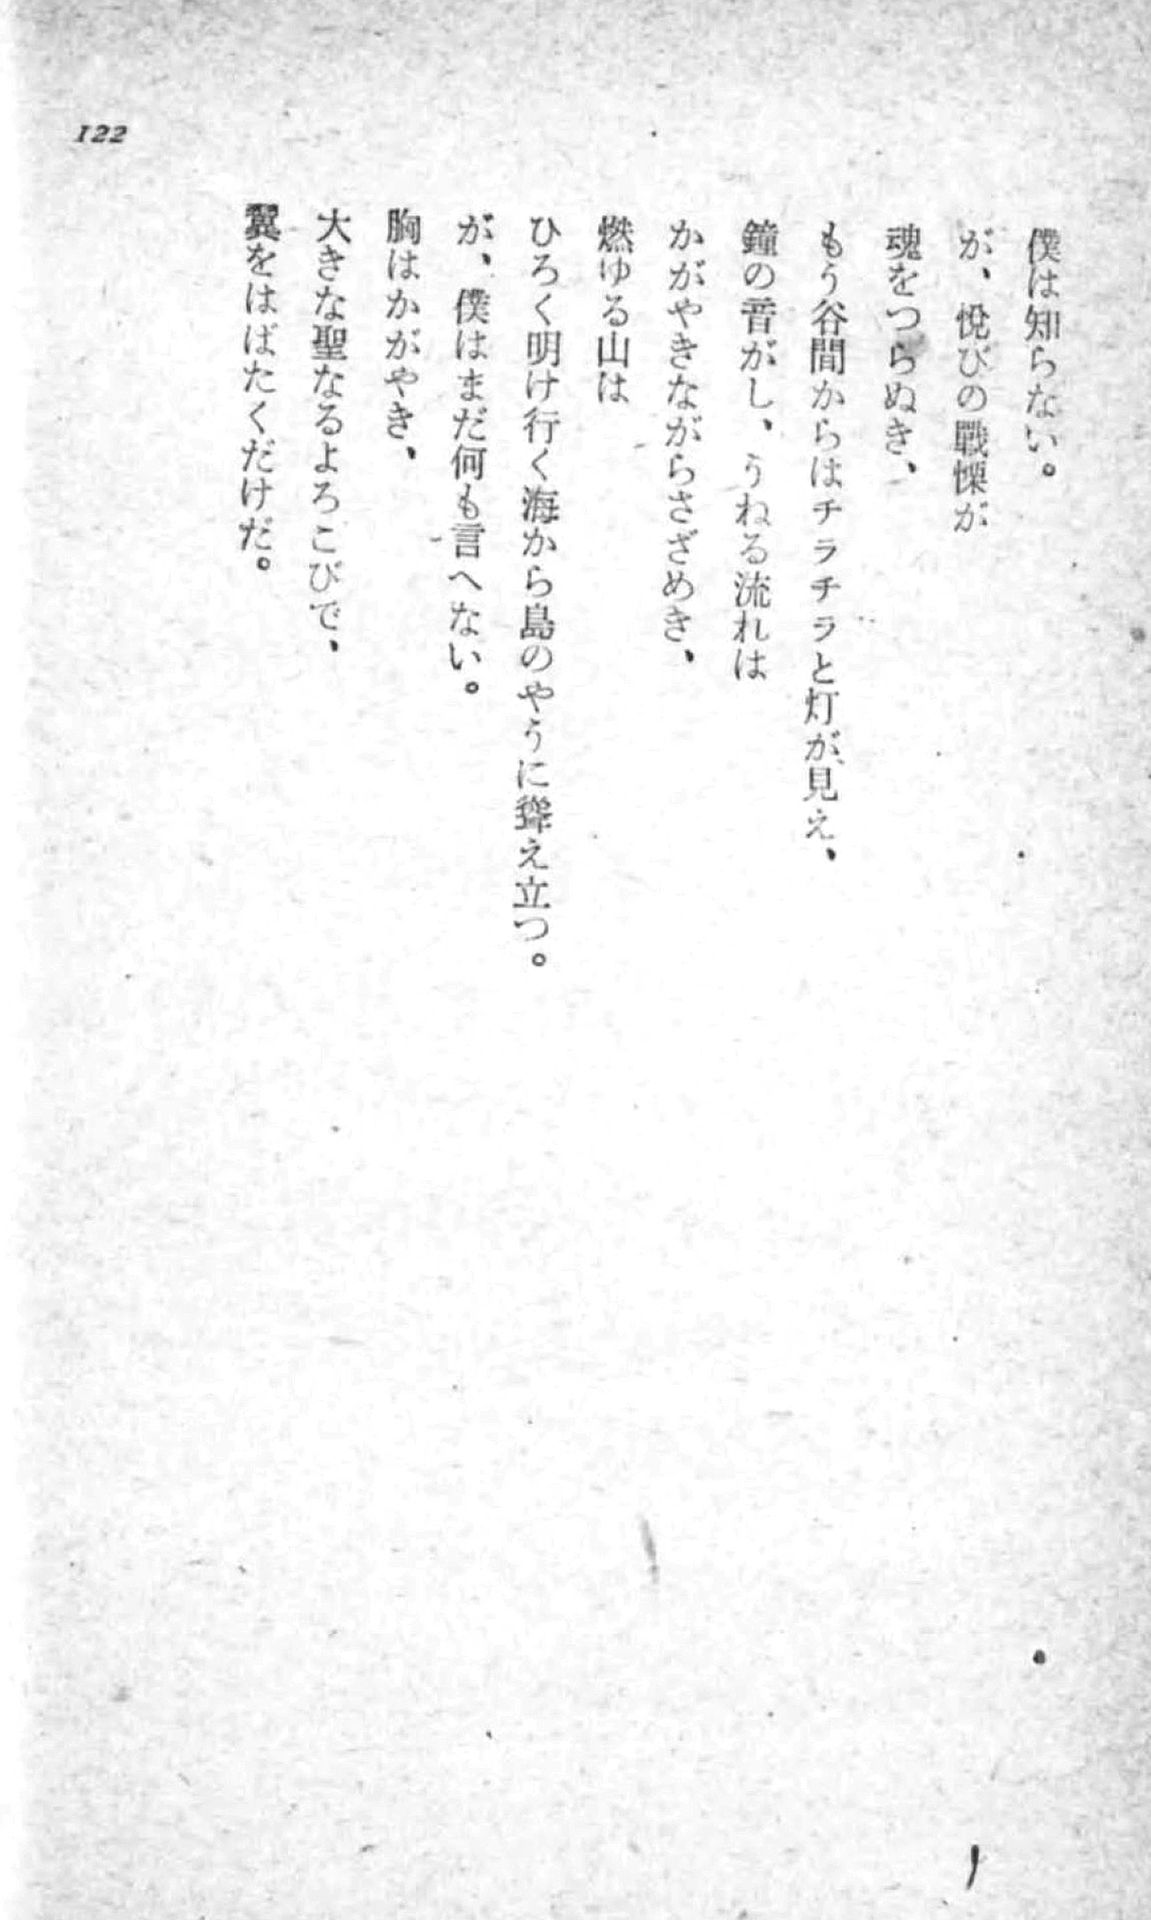 僕は知らない。
が、悅びの戰慄が
魂をつらぬき、
もう谷間からはチラチラと灯が見え、
鐘の音がし、うねる流れは
かがやきながらさざめき、
燃ゆる山は
ひろく明け行く海から島のやうに聳え立つ。
が、僕はまだ何も言へない。
胸はかがやき、
大きな聖なるよろこびで、
翼をはばたくだけだ。
122